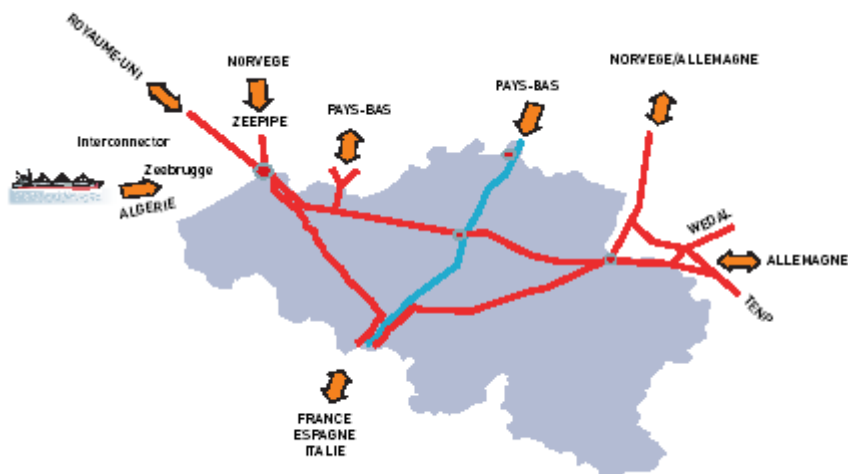 ROYAUME-UNI
NORVEGE
ZEEPIPE
PAYS-BAS
PAYS-BAS
NORVEGE/ALLEMAGNE
Interconnector
Zeebrugge
ALGERIE
WEDAL
ALLEMAGNE
TENP
FRANCE
ESPAGNE
ITALIE